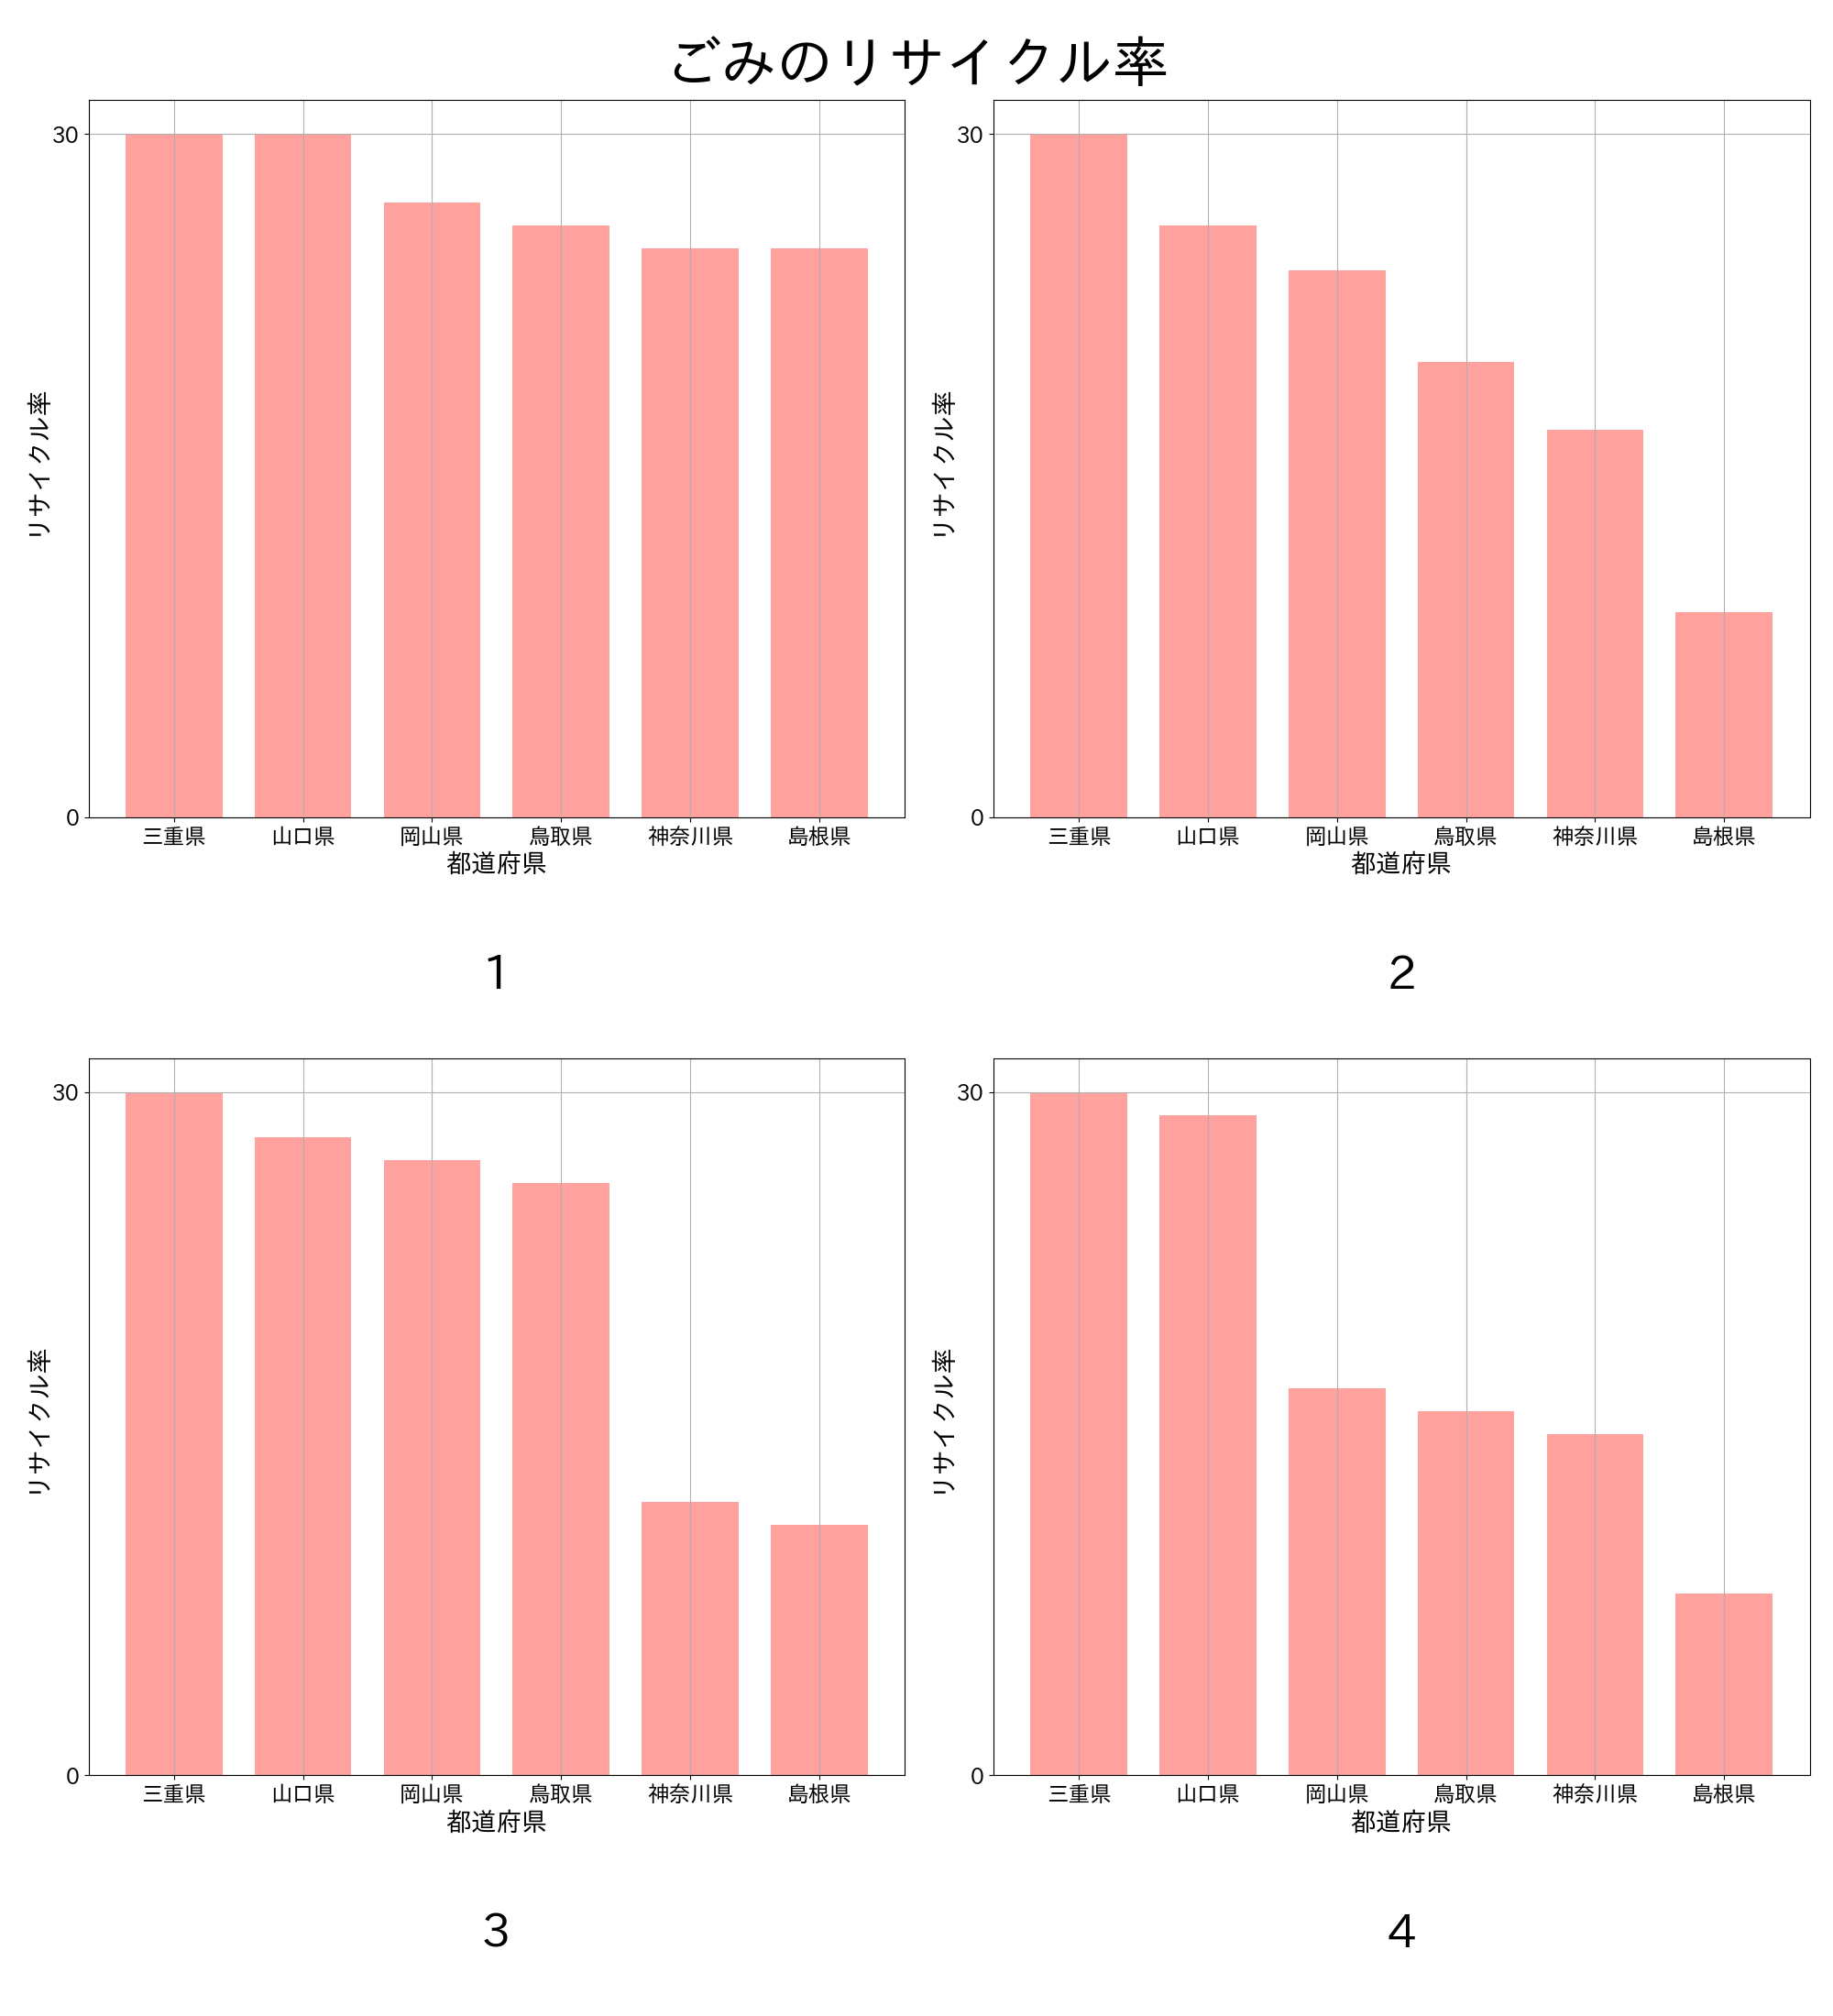 ごみのリサイクル率
30
0
リサイクル率
三重県 山口県 岡山県 鳥取県 神奈川県 島根県
都道府県
1
30
0
リサイクル率
三重県 山口県 岡山県 鳥取県 神奈川県 島根県
都道府県
2
30
0
リサイクル率
三重県 山口県 岡山県 鳥取県 神奈川県 島根県
都道府県
3
30
0
リサイクル率
三重県 山口県 岡山県 鳥取県 神奈川県 島根県
都道府県
4